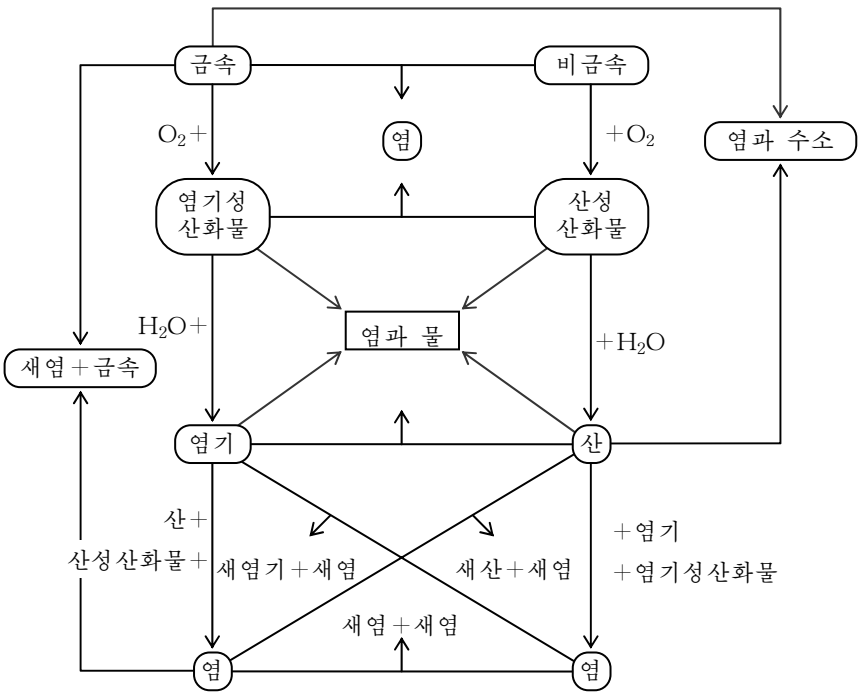 금속
비금속
O₂+
염
+O₂
염과 수소
염기성
산화물
산성
산화물
H₂O+
염과 물
+H₂O
새염+금속
염기
산
산+
산성산화물+
새염기+새염
새산+새염
+염기
+염기성산화물
새염+새염
염
염